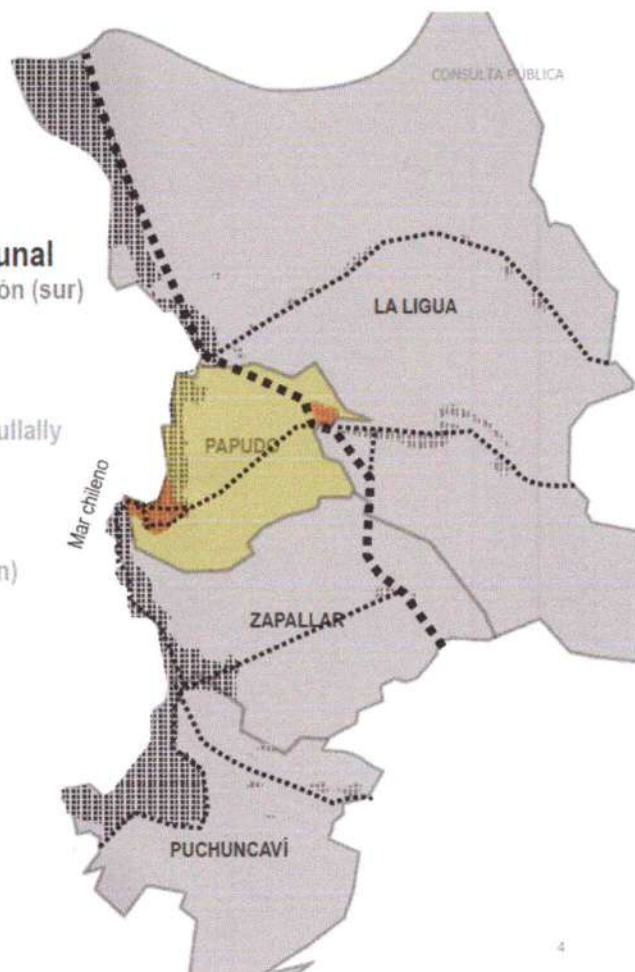 CONSULTA PÚBLICA
unal
ón (sur)
LA LIGUA
ullally
PAPUDO
Mar chileno
n)
ZAPALLAR
PUCHUNCAVÍ
4